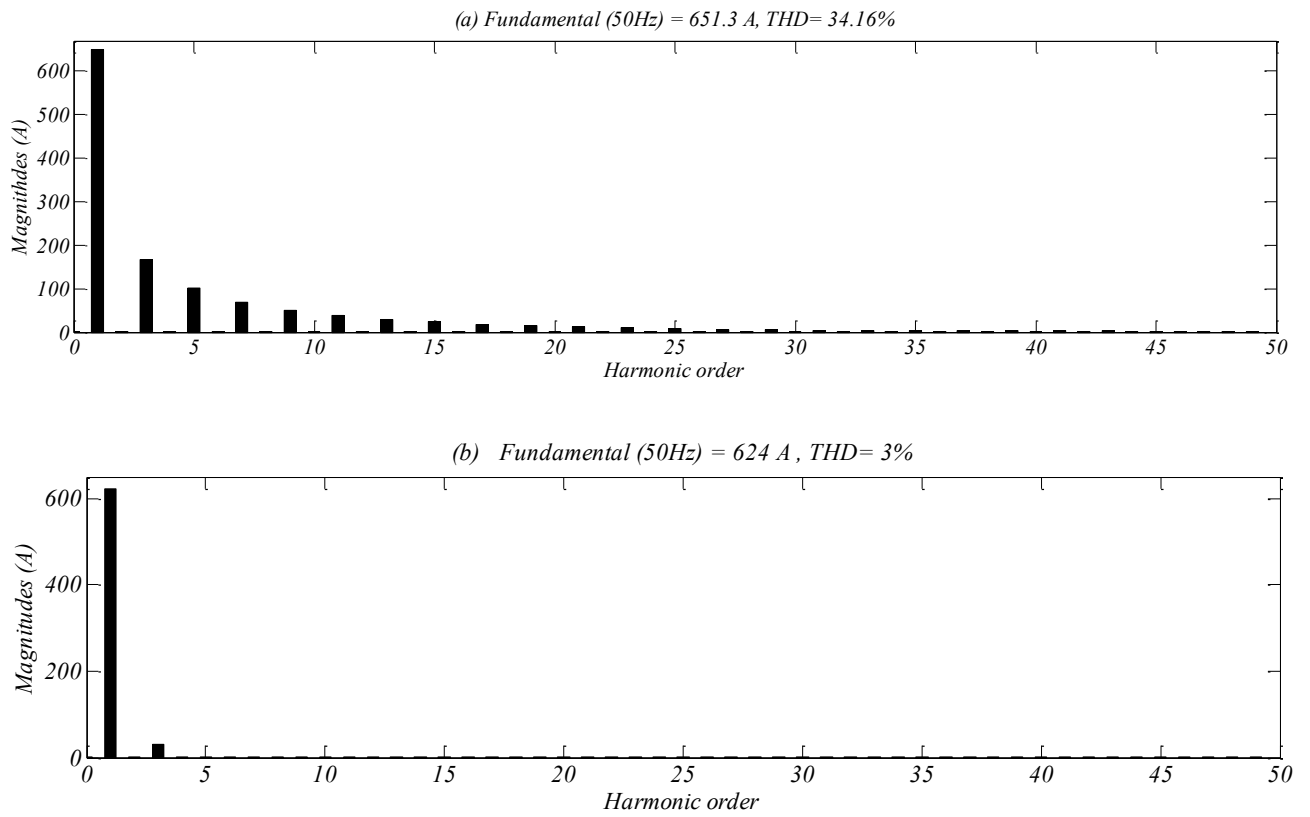 (a) Fundamental (50Hz) = 651.3 A, THD= 34.16%
Magnithdes (A)
600
500
400
300
200
100
0
0 5 10 15 20 25 30 35 40 45 50
Harmonic order
(b) Fundamental (50Hz) = 624 A , THD= 3%
Magnitudes (A)
600
400
200
0
0 5 10 15 20 25 30 35 40 45 50
Harmonic order